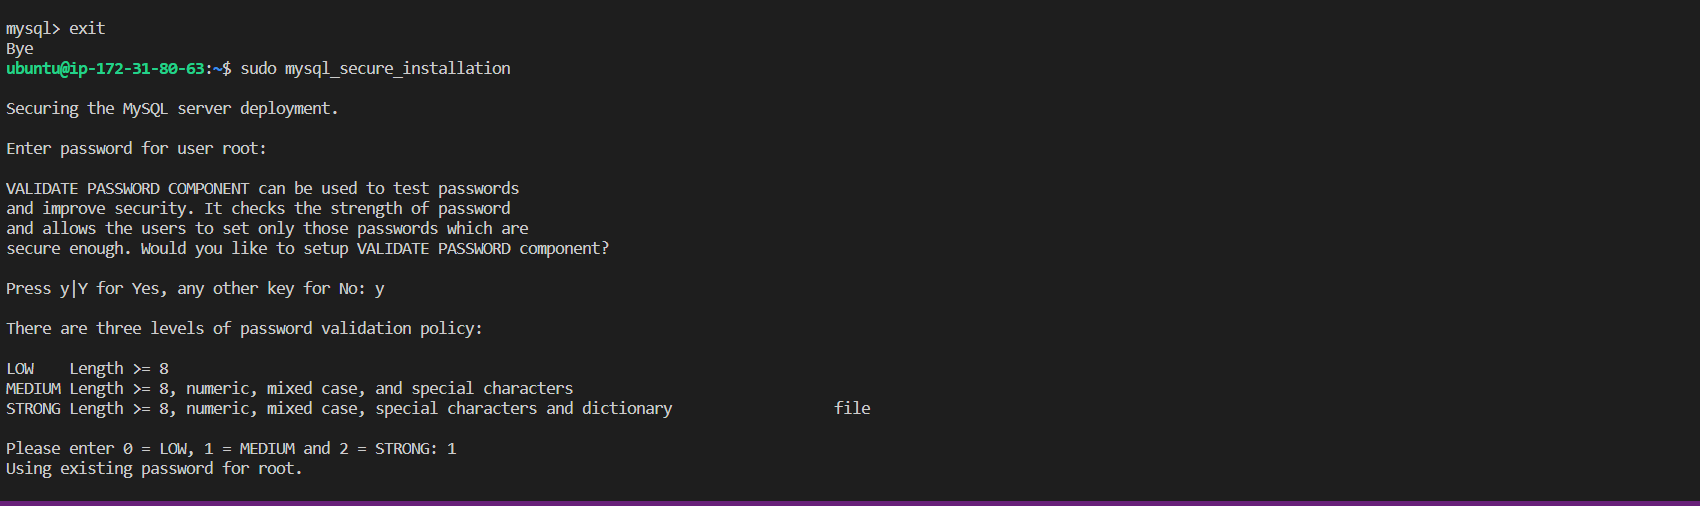 mysql> exit
Bye
ubuntu@ip-172-31-80-63:~$ sudo mysql_secure_installation
Securing the MySQL server deployment.
Enter password for user root:
VALIDATE PASSWORD COMPONENT can be used to test passwords
and improve security. It checks the strength of password
and allows the users to set only those passwords which are
secure enough. Would you like to setup VALIDATE PASSWORD component?
Press y|Y for Yes, any other key for No: y
There are three levels of password validation policy:
LOW    Length >= 8
MEDIUM Length >= 8, numeric, mixed case, and special characters
STRONG Length >= 8, numeric, mixed case, special characters and dictionary                  file
Please enter 0 = LOW, 1 = MEDIUM and 2 = STRONG: 1
Using existing password for root.